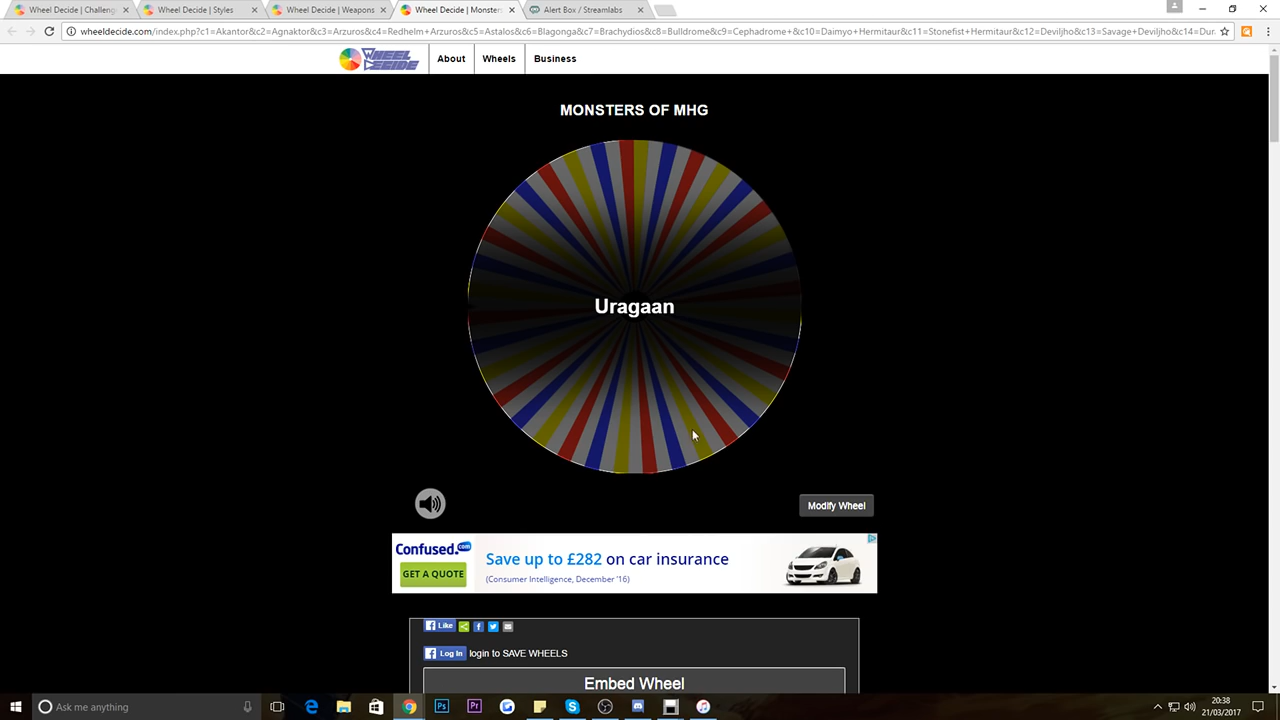 Wheel Decide | Challeng
Wheel Decide | Styles
Wheel Decide | Weapons
Wheel Decide | Monsters
Alert Box / Streamlabs
wheeldecide.com/index.php?c1=Akantor&c2=Agnaktor&c3=Arzuros&c4=Redhelm+Arzuros&c5=Astalos&c6=Blagonga&c7=Brachydios&c8=Bulldrome&c9=Cephadrome+&c10=Daimyo+Hermitaur&c11=Stonefist+Hermitaur&c12=Deviljho&c13=Savage+Deviljho&c14=Dura
WHEEL DECIDE
About
Wheels
Business
MONSTERS OF MHG
Uragaan
Modify Wheel
Confused.com
GET A QUOTE
Save up to £282 on car insurance
(Consumer Intelligence, December '16)
Like
Log In login to SAVE WHEELS
Embed Wheel
Ask me anything
20:38
21/03/2017